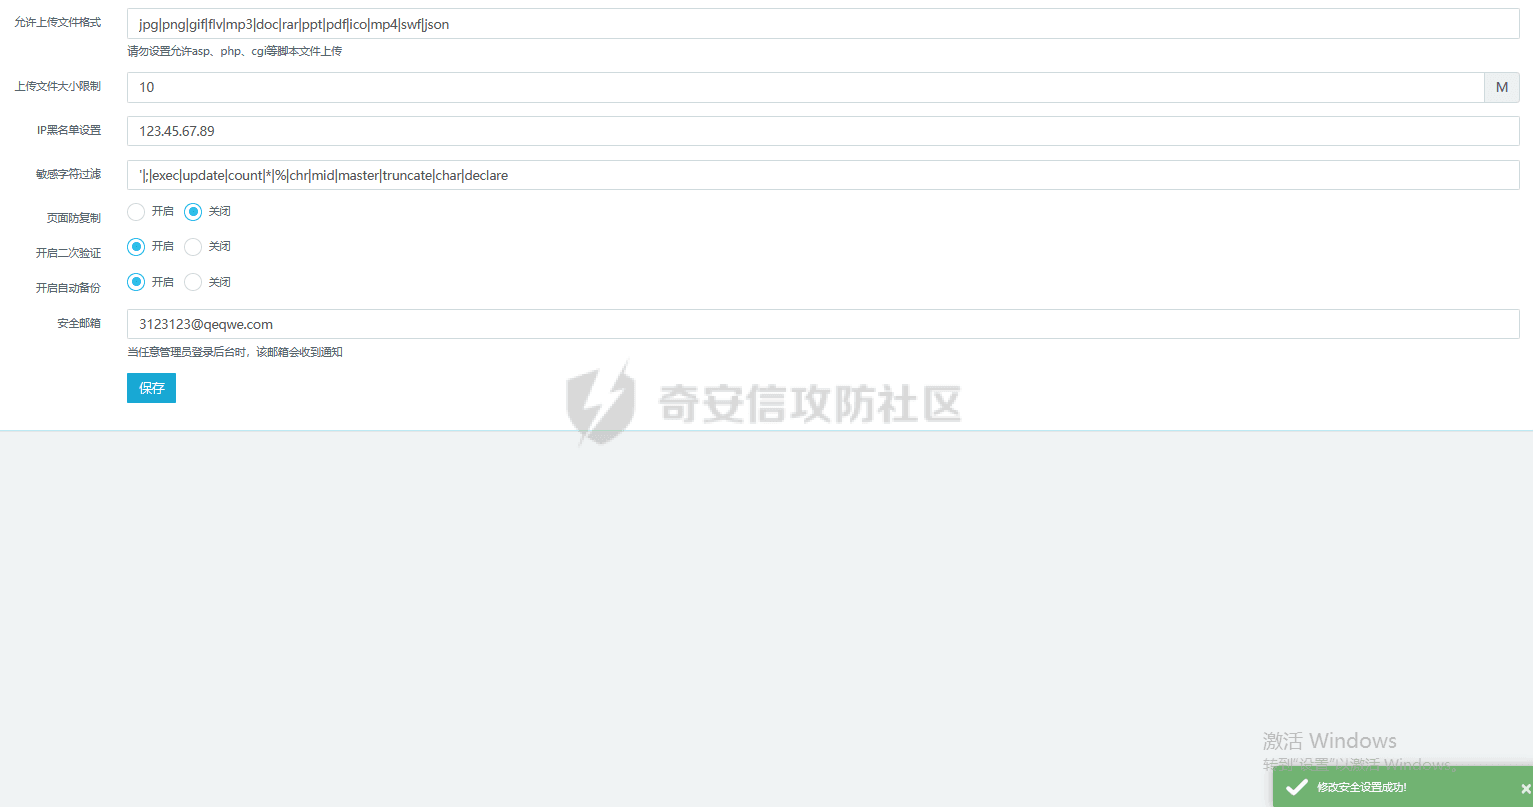 允许上传文件格式
jpg|png|gif|flv|mp3|doc|rar|ppt|pdf|ico|mp4|swf|json
请勿设置允许asp、php、cgi等脚本文件上传
上传文件大小限制
10
M
IP黑名单设置
123.45.67.89
敏感字符过滤
'|;|exec|update|count|*|%|chr|mid|master|truncate|char|declare
页面防复制
开启 关闭
开启二次验证
开启 关闭
开启自动备份
开启 关闭
安全邮箱
3123123@qeqwe.com
当任意管理员登录后台时，该邮箱会收到通知
保存
奇安信攻防社区
激活 Windows
转到“设置”以激活 Windows。
修改安全设置成功!